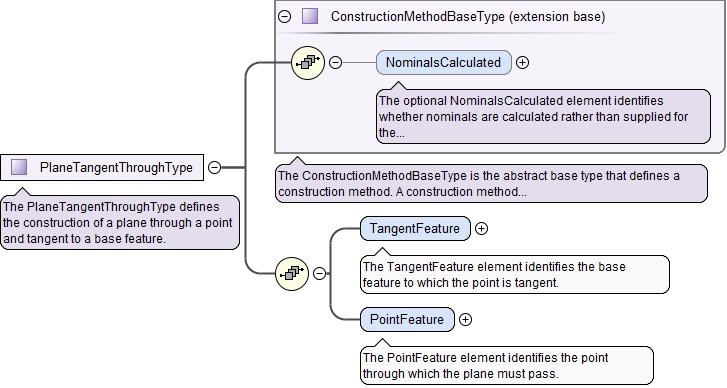 ConstructionMethodBaseType (extension base)
NominalsCalculated
The optional NominalsCalculated element identifies
whether nominals are calculated rather than supplied for
the...
PlaneTangentThroughType
The PlaneTangentThroughType defines
the construction of a plane through a point
and tangent to a base feature.
The ConstructionMethodBaseType is the abstract base type that defines a
construction method. A construction method...
TangentFeature
The TangentFeature element identifies the base
feature to which the point is tangent.
PointFeature
The PointFeature element identifies the point
through which the plane must pass.